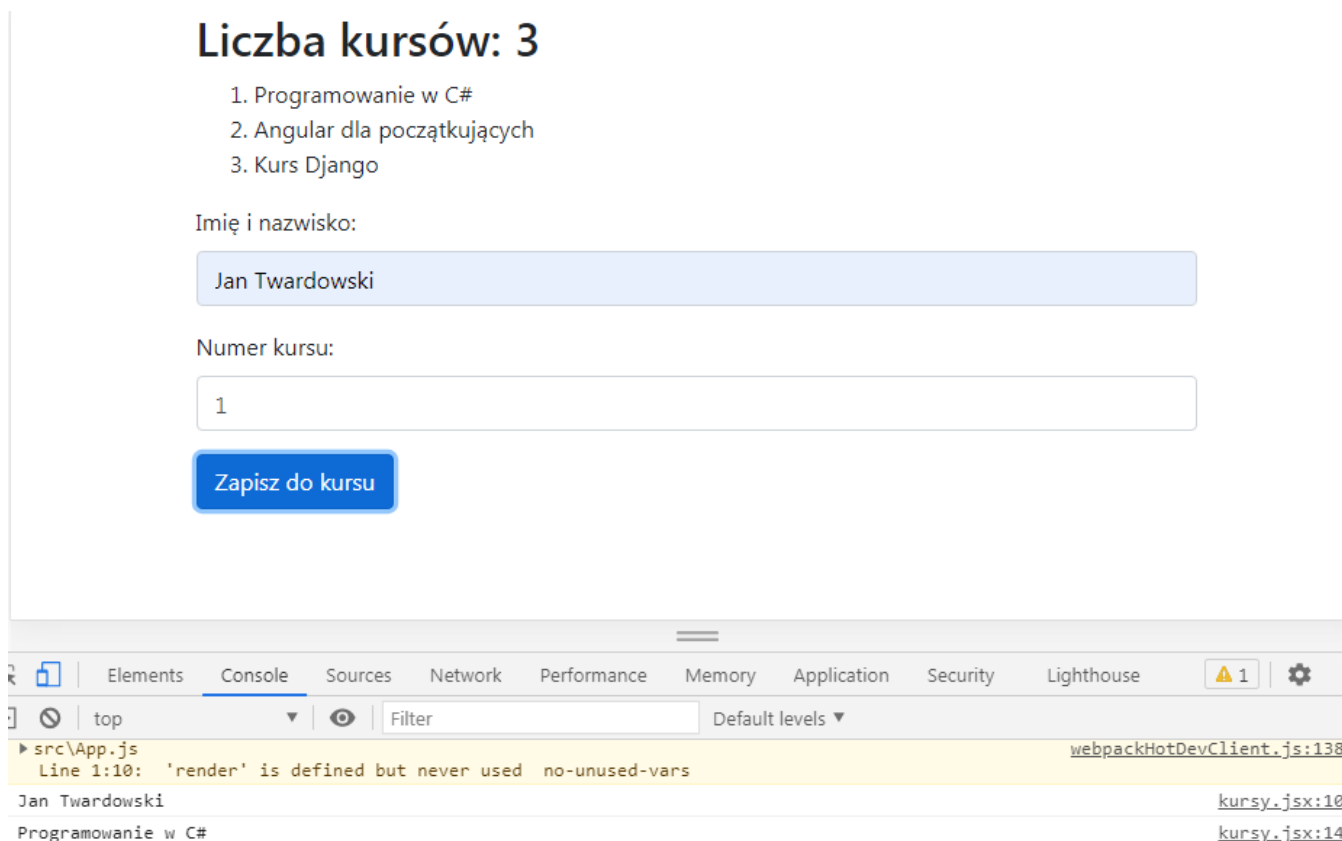 Liczba kursów: 3
1. Programowanie w C#
2. Angular dla początkujących
3. Kurs Django
Imię i nazwisko:
Jan Twardowski
Numer kursu:
1
Zapisz do kursu
Elements Console Sources Network Performance Memory Application Security Lighthouse 1
top Filter Default levels
src\App.js webpackHotDevClient.js:138
Line 1:10: 'render' is defined but never used no-unused-vars
Jan Twardowski kursy.jsx:10
Programowanie w C# kursy.jsx:14